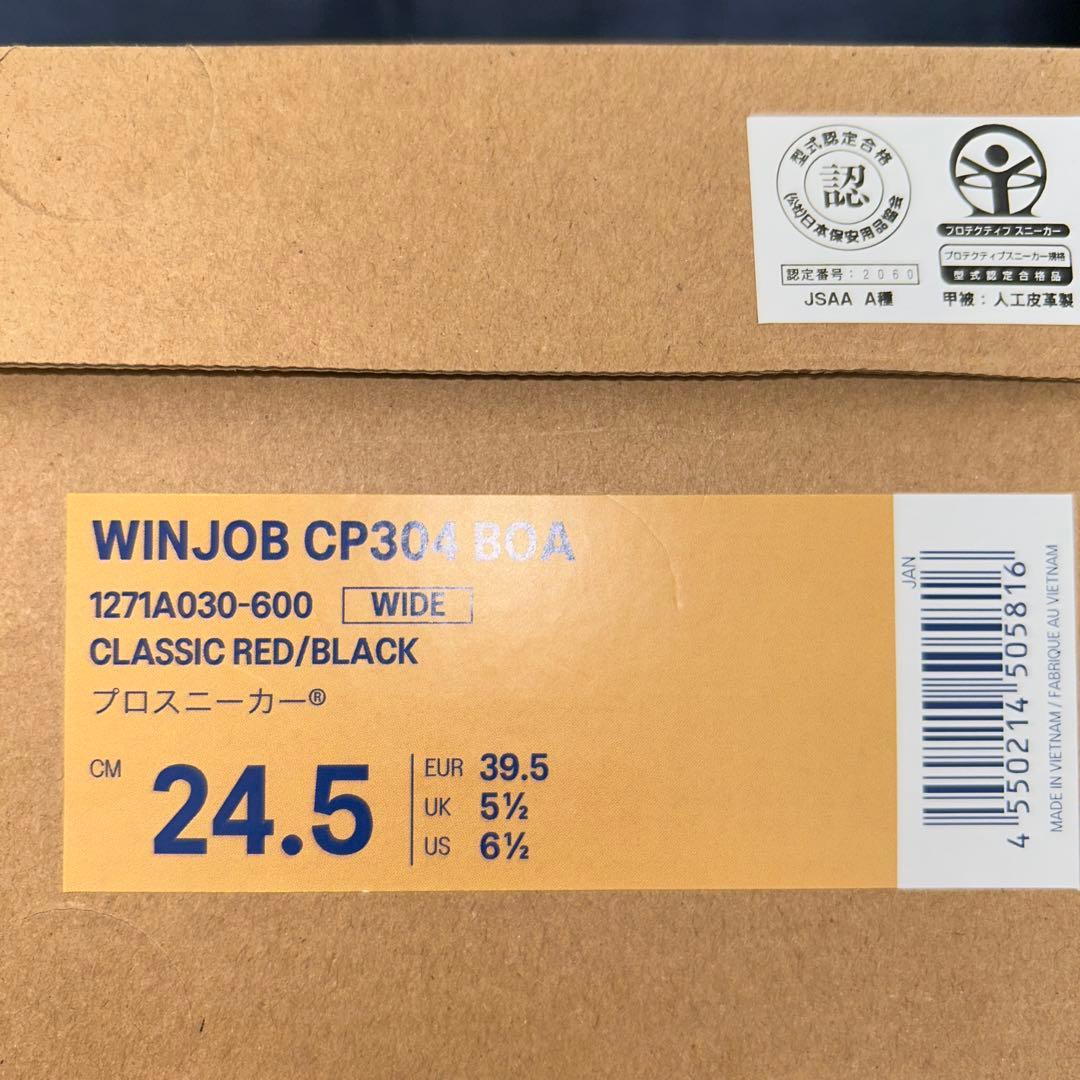 型式認定合格
認
(公社)日本保安用品協会
認定番号：2060
JSAA A種
プロテクティブ スニーカー
プロテクティブスニーカー規格
型式認定合格品
甲被：人工皮革製
WINJOB CP304 BOA
1271A030-600 WIDE
CLASSIC RED/BLACK
プロスニーカー®
CM 24.5
EUR 39.5
UK 5½
US 6½
JAN
4550214505816
MADE IN VIETNAM / FABRIQUE AU VIETNAM